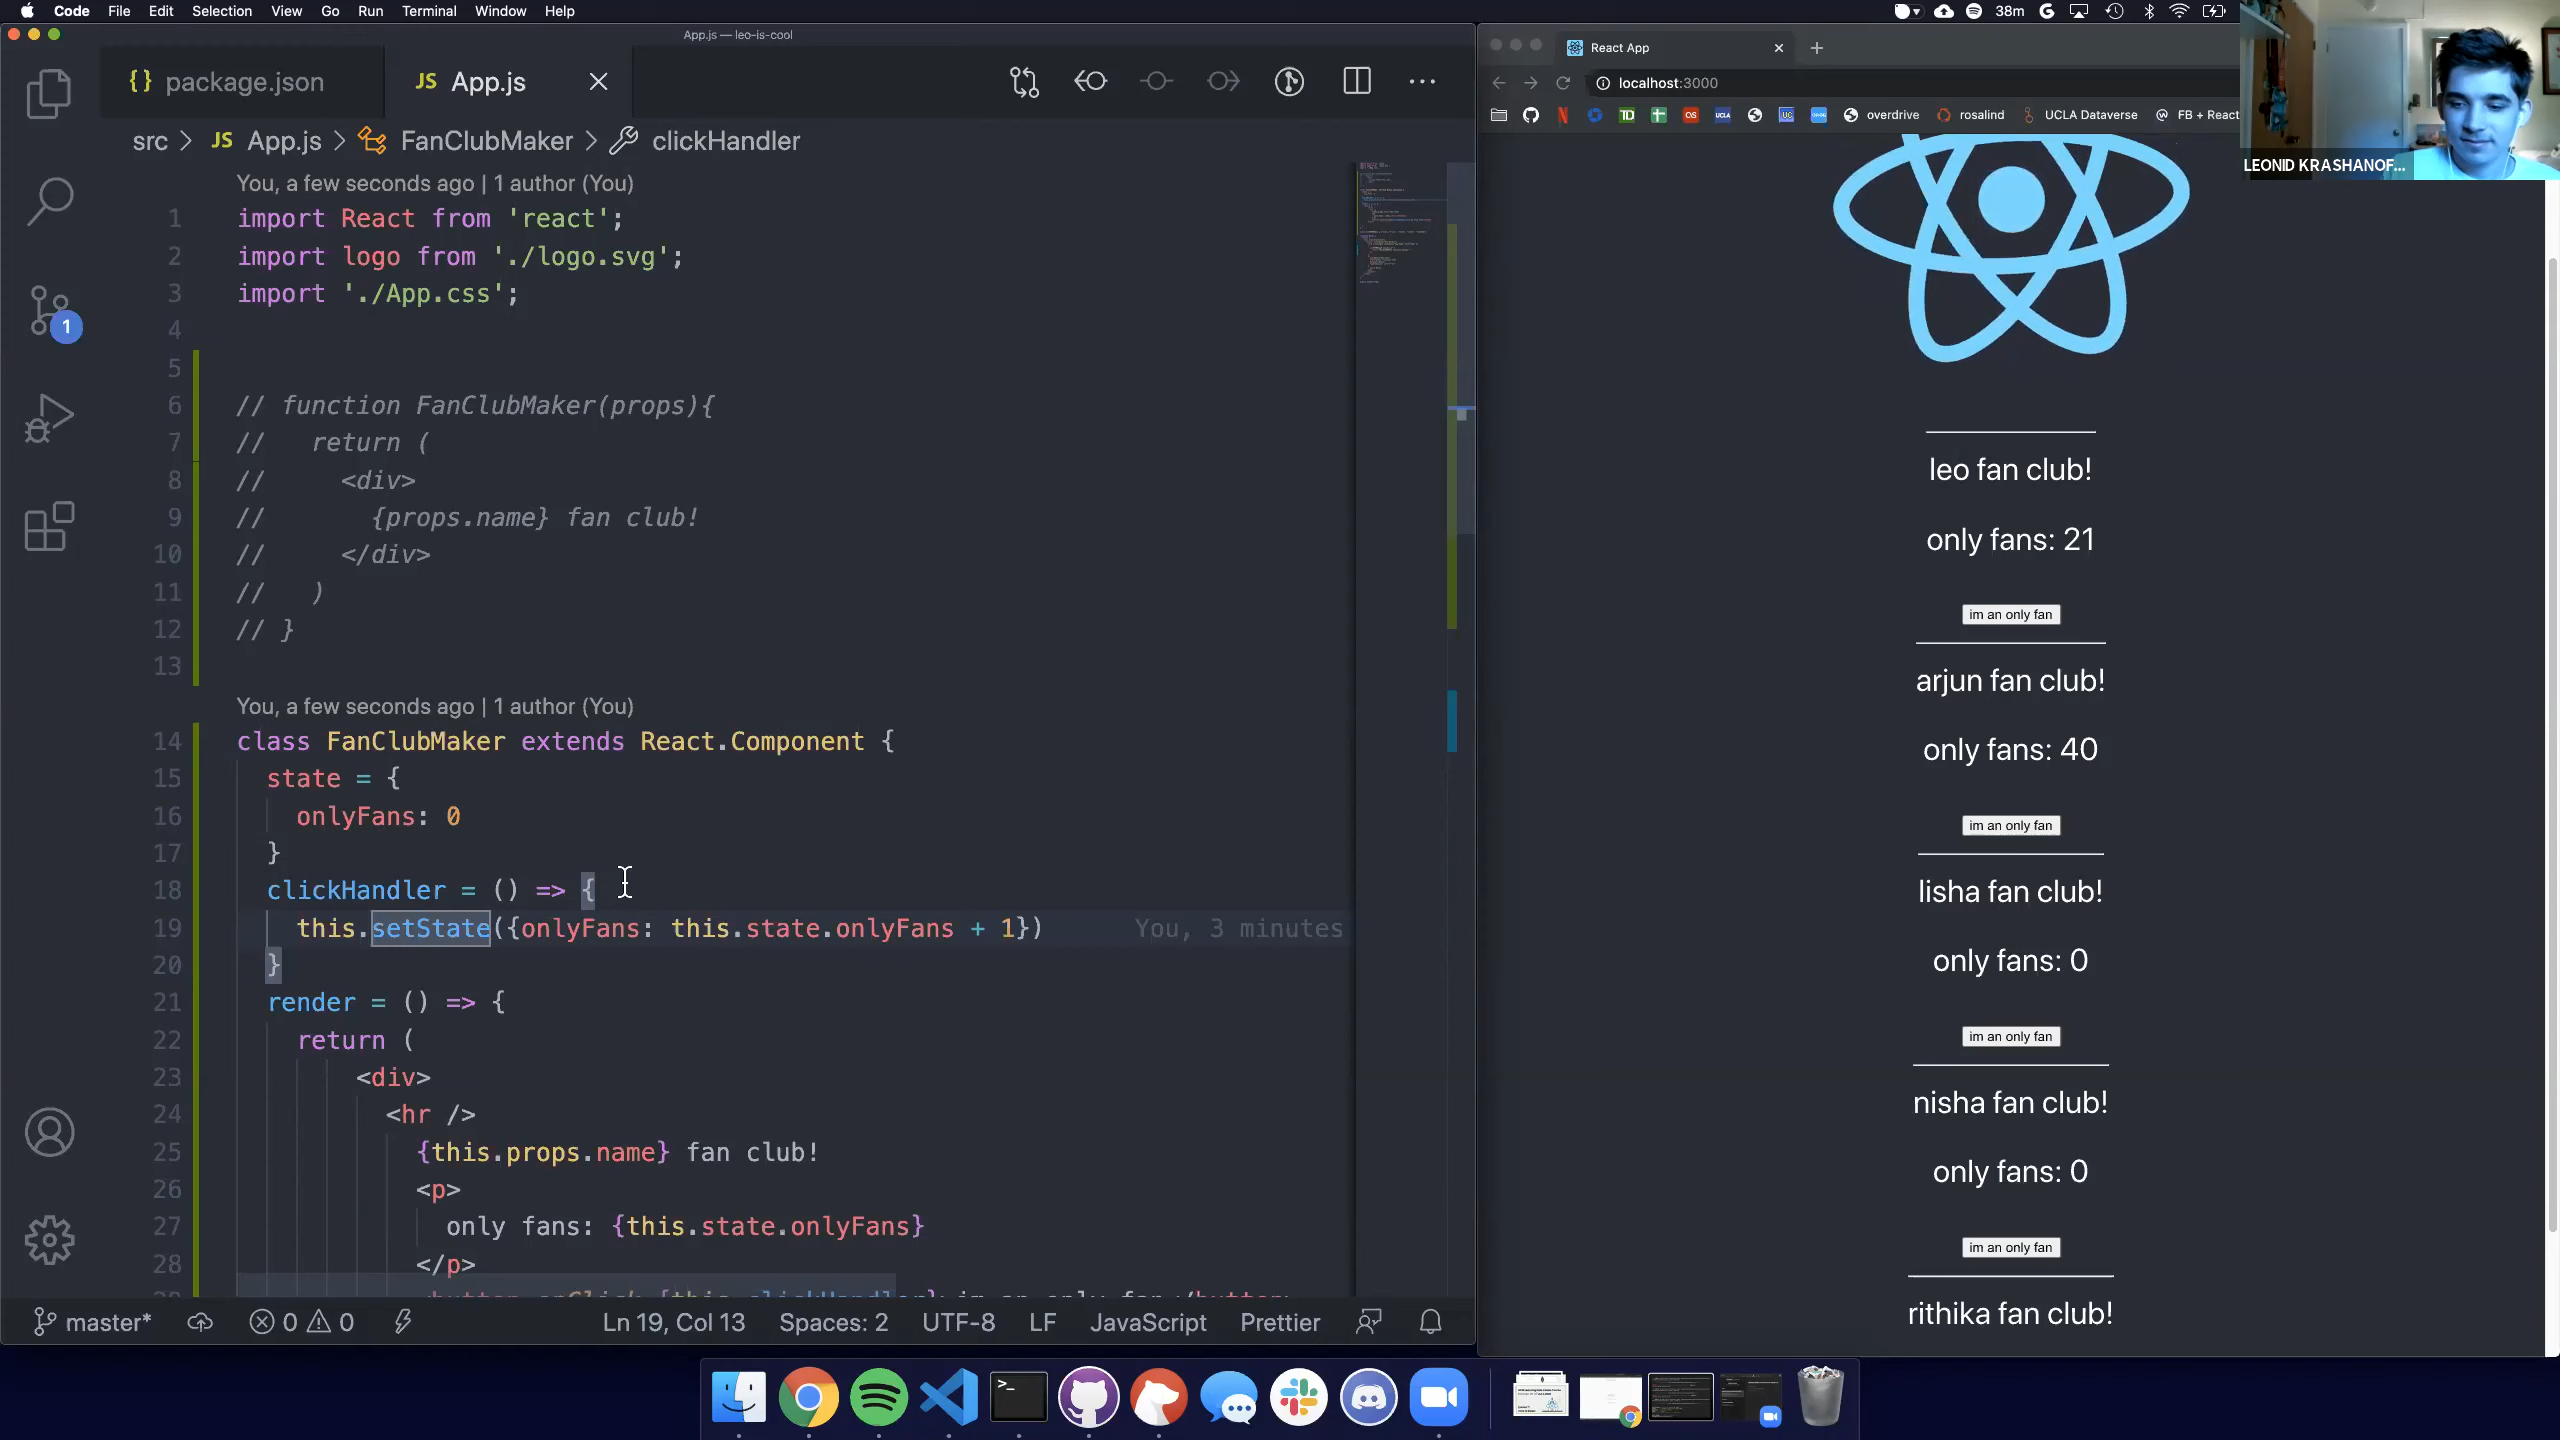 Code File Edit Selection View Go Run Terminal Window Help
38m
App.js — leo-is-cool
{} package.json
JS App.js
src > JS App.js > FanClubMaker > clickHandler
You, a few seconds ago | 1 author (You)
1 import React from 'react';
2 import logo from './logo.svg';
3 import './App.css';
4
5
6 // function FanClubMaker(props){
7 //   return (
8 //     <div>
9 //       {props.name} fan club!
10 //     </div>
11 //   )
12 // }
13
You, a few seconds ago | 1 author (You)
14 class FanClubMaker extends React.Component {
15   state = {
16     onlyFans: 0
17   }
18   clickHandler = () => {
19     this.setState({onlyFans: this.state.onlyFans + 1}) You, 3 minutes
20   }
21   render = () => {
22     return (
23         <div>
24           <hr />
25             {this.props.name} fan club!
26             <p>
27               only fans: {this.state.onlyFans}
28             </p>
1
master* 0 0 Ln 19, Col 13 Spaces: 2 UTF-8 LF JavaScript Prettier
React App
localhost:3000
overdrive rosalind UCLA Dataverse FB + React
LEONID KRASHANOF...
leo fan club!
only fans: 21
im an only fan
arjun fan club!
only fans: 40
im an only fan
lisha fan club!
only fans: 0
im an only fan
nisha fan club!
only fans: 0
im an only fan
rithika fan club!